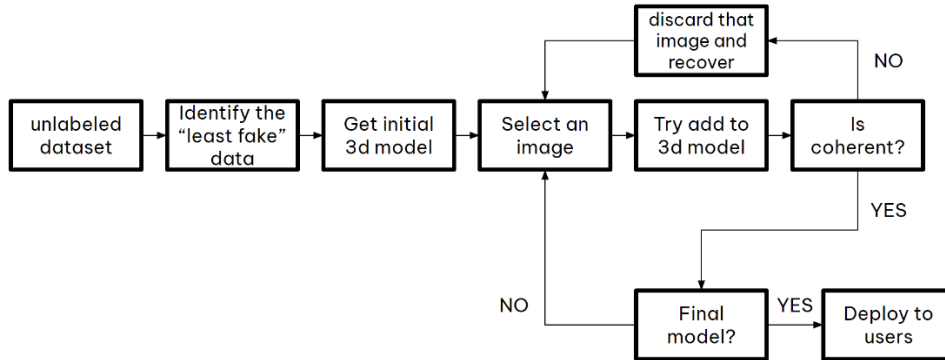 discard that
image and
recover
NO
unlabeled
dataset
Identify the
“least fake”
data
Get initial
3d model
Select an
image
Try add to
3d model
Is
coherent?
YES
NO
Final
model?
YES
Deploy to
users